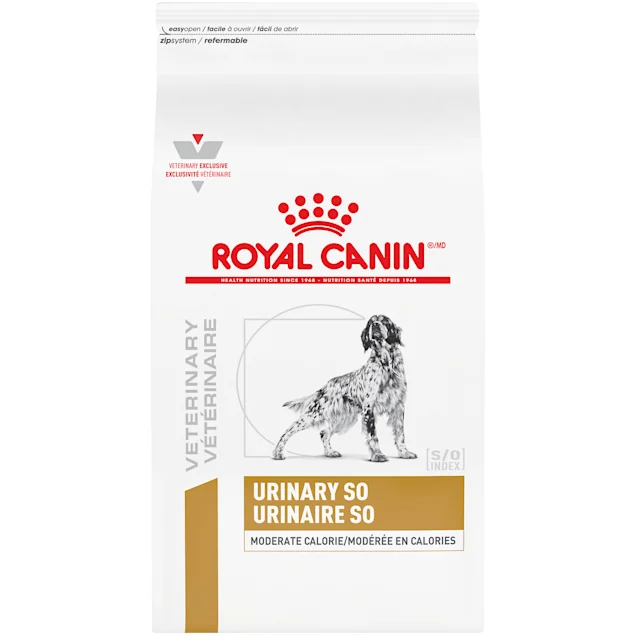 easyopen / facile à ouvrir / fácil de abrir
zipsystem / refermable
VETERINARY EXCLUSIVE
EXCLUSIVITÉ VÉTÉRINAIRE
ROYAL CANIN ®/MD
HEALTH NUTRITION SINCE 1968 - NUTRITION SANTÉ DEPUIS 1968
VETERINARY
VÉTÉRINAIRE
S/O
INDEX
URINARY SO
URINAIRE SO
MODERATE CALORIE/MODÉRÉE EN CALORIES